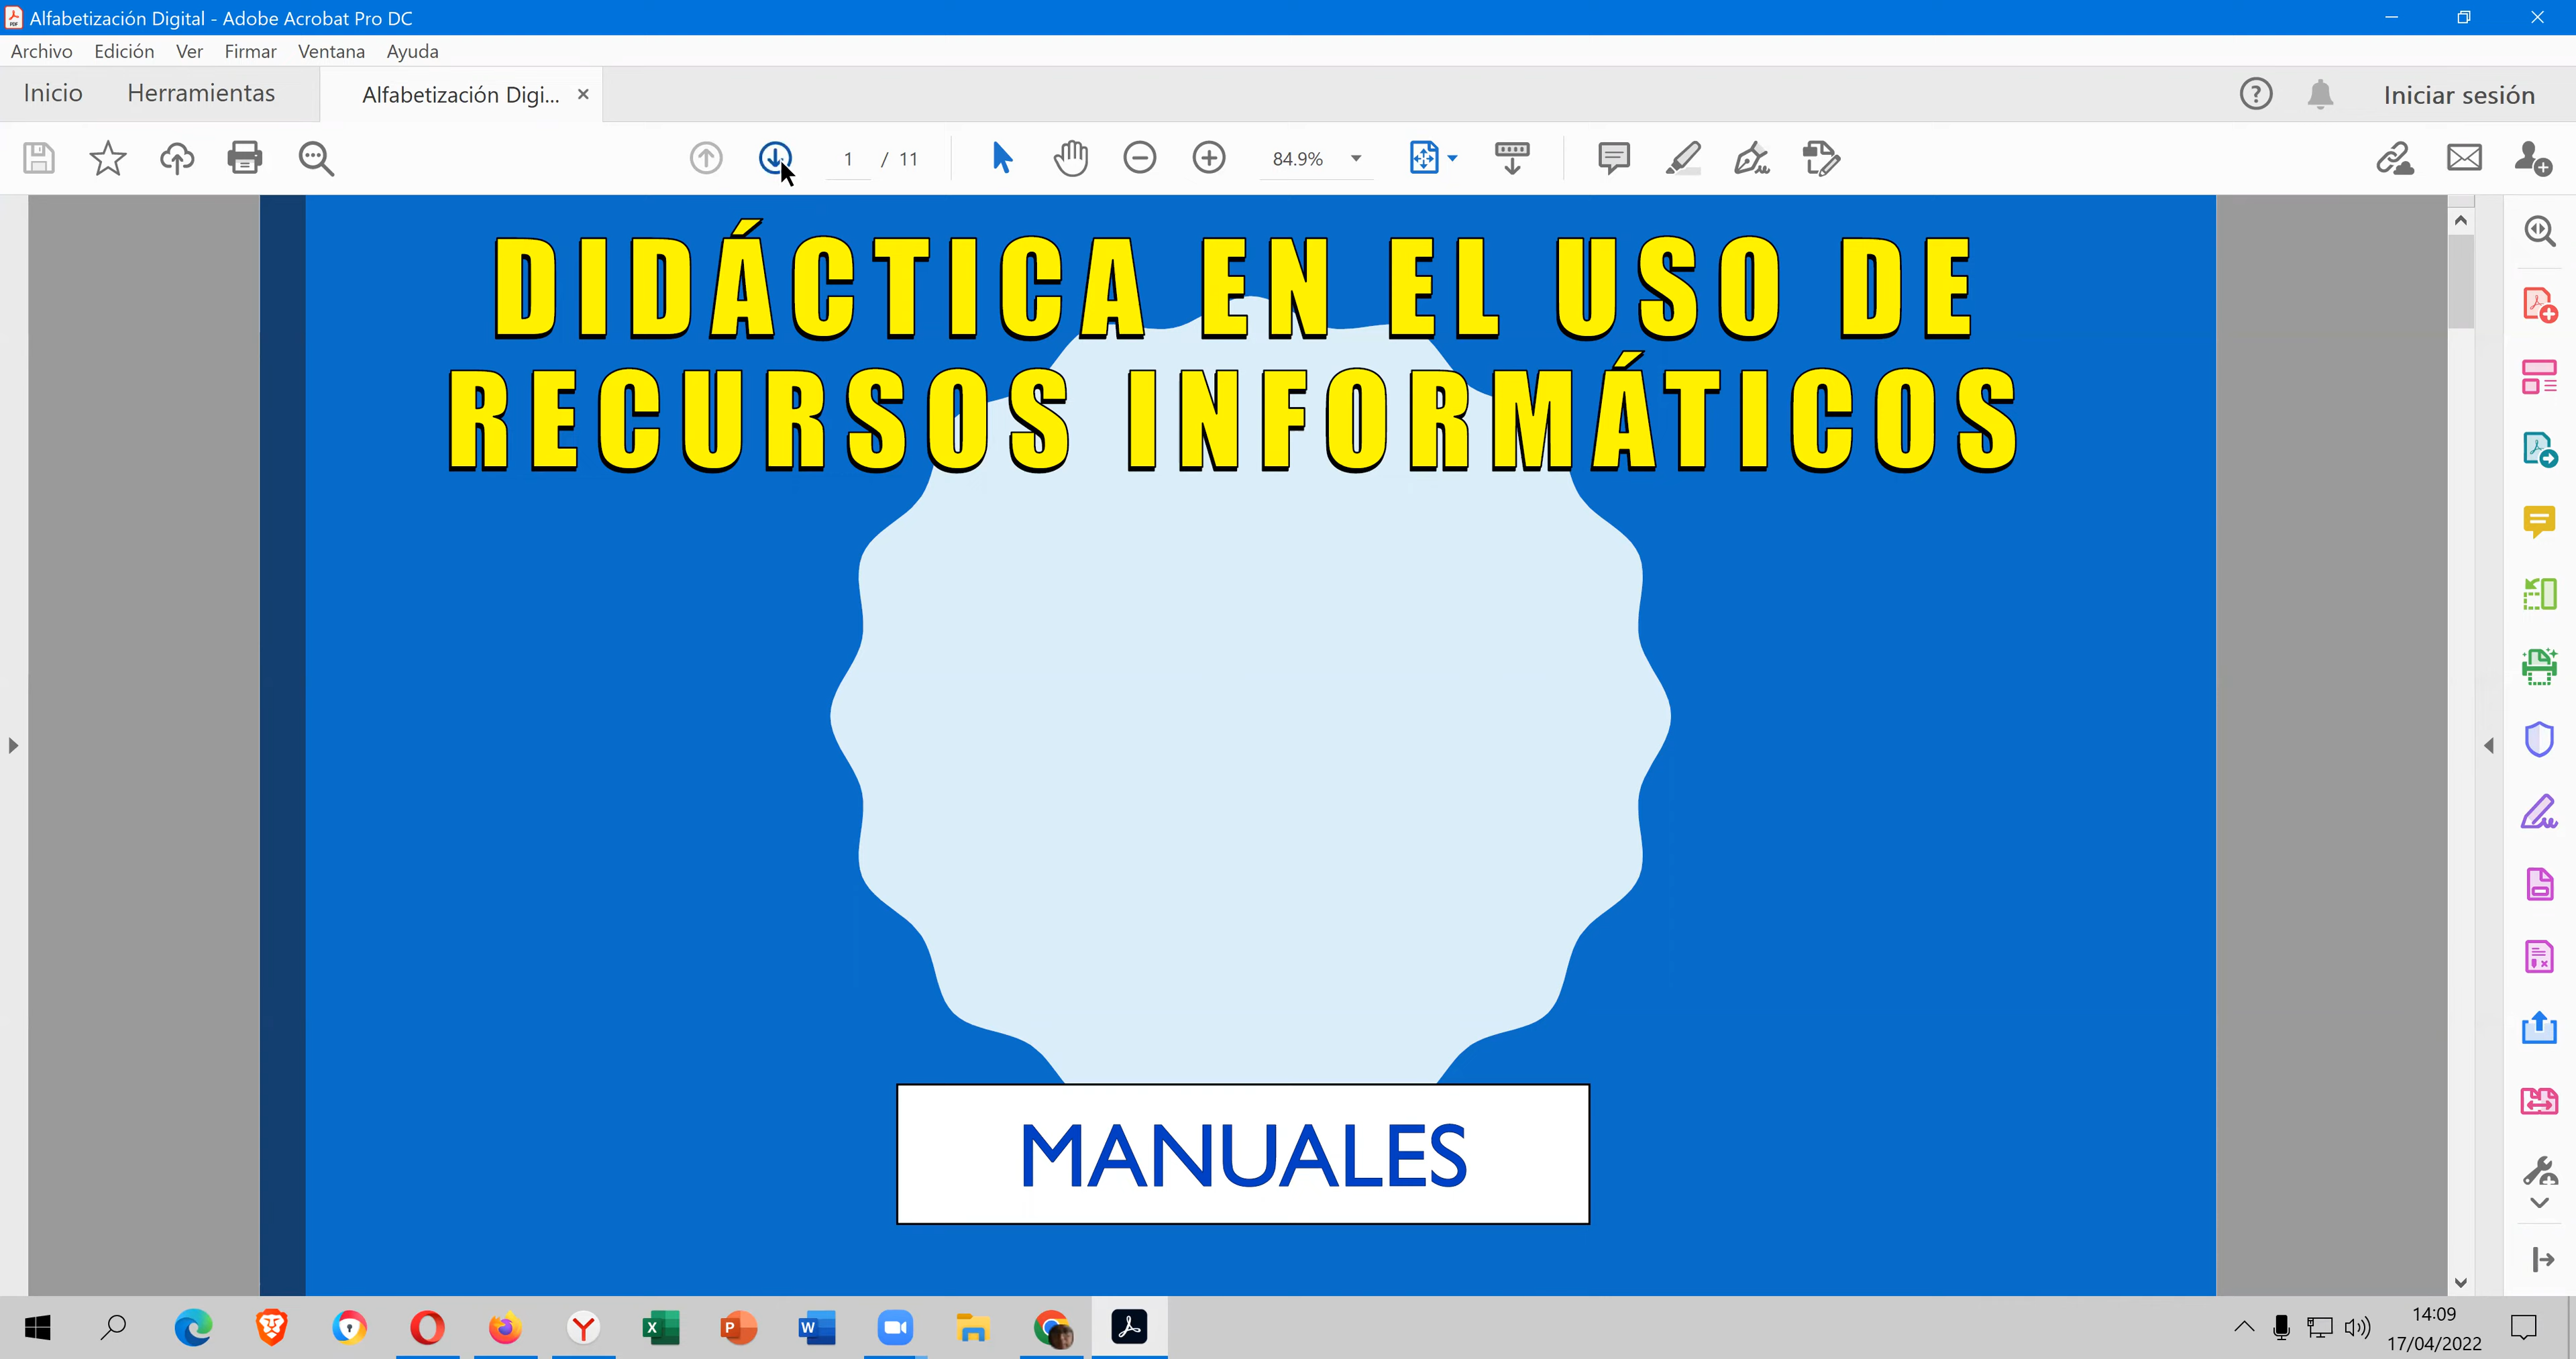 Alfabetización Digital - Adobe Acrobat Pro DC
Archivo Edición Ver Firmar Ventana Ayuda
Inicio Herramientas Alfabetización Digi... Iniciar sesión
1 / 11 84.9%
DIDÁCTICA EN EL USO DE
RECURSOS INFORMÁTICOS
MANUALES
14:09
17/04/2022